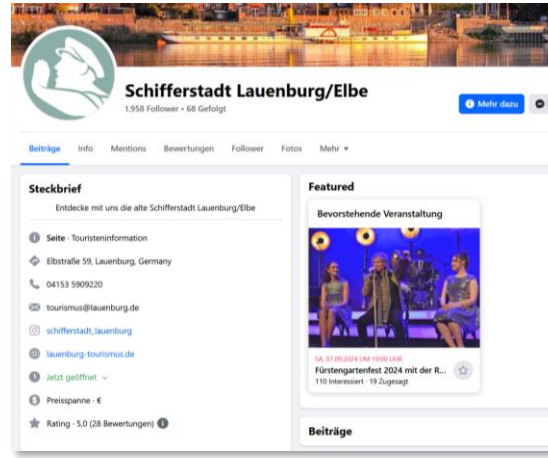 Schifferstadt Lauenburg/Elbe
1.958 Follower • 68 Gefolgt
Mehr dazu
Beiträge Info Mentions Bewertungen Follower Fotos Mehr
Steckbrief
Entdecke mit uns die alte Schifferstadt Lauenburg/Elbe
Seite · Touristeninformation
Elbstraße 59, Lauenburg, Germany
04153 5909220
tourismus@lauenburg.de
schifferstadt_lauenburg
lauenburg-tourismus.de
Jetzt geöffnet
Preisspanne · €
Rating · 5,0 (28 Bewertungen)
Featured
Bevorstehende Veranstaltung
SA, 07.09.2024 UM 19:00 UHR
Fürstengartenfest 2024 mit der R...
110 Interessiert · 19 Zugesagt
Beiträge